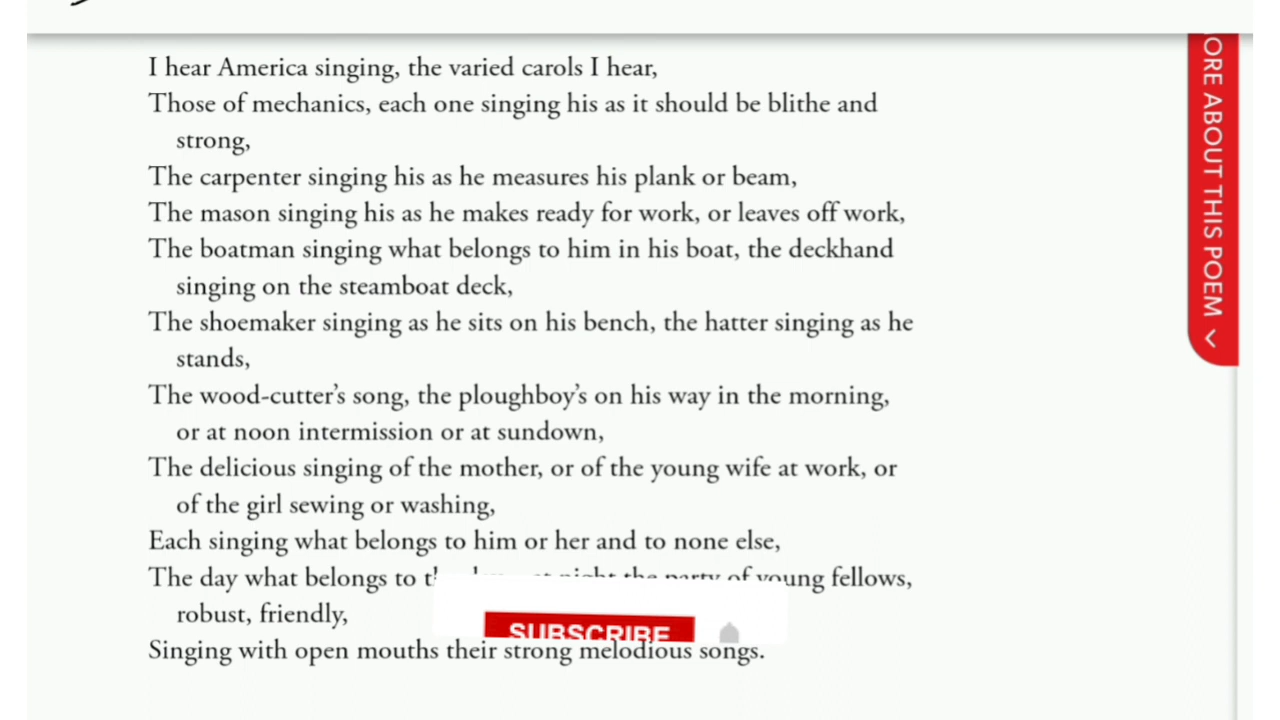 I hear America singing, the varied carols I hear,
Those of mechanics, each one singing his as it should be blithe and
strong,
The carpenter singing his as he measures his plank or beam,
The mason singing his as he makes ready for work, or leaves off work,
The boatman singing what belongs to him in his boat, the deckhand
singing on the steamboat deck,
The shoemaker singing as he sits on his bench, the hatter singing as he
stands,
The wood-cutter’s song, the ploughboy’s on his way in the morning,
or at noon intermission or at sundown,
The delicious singing of the mother, or of the young wife at work, or
of the girl sewing or washing,
Each singing what belongs to him or her and to none else,
The day what belongs to night the party of young fellows,
robust, friendly,
SUBSCRIBE
Singing with open mouths their strong melodious songs.
ORE ABOUT THIS POEM